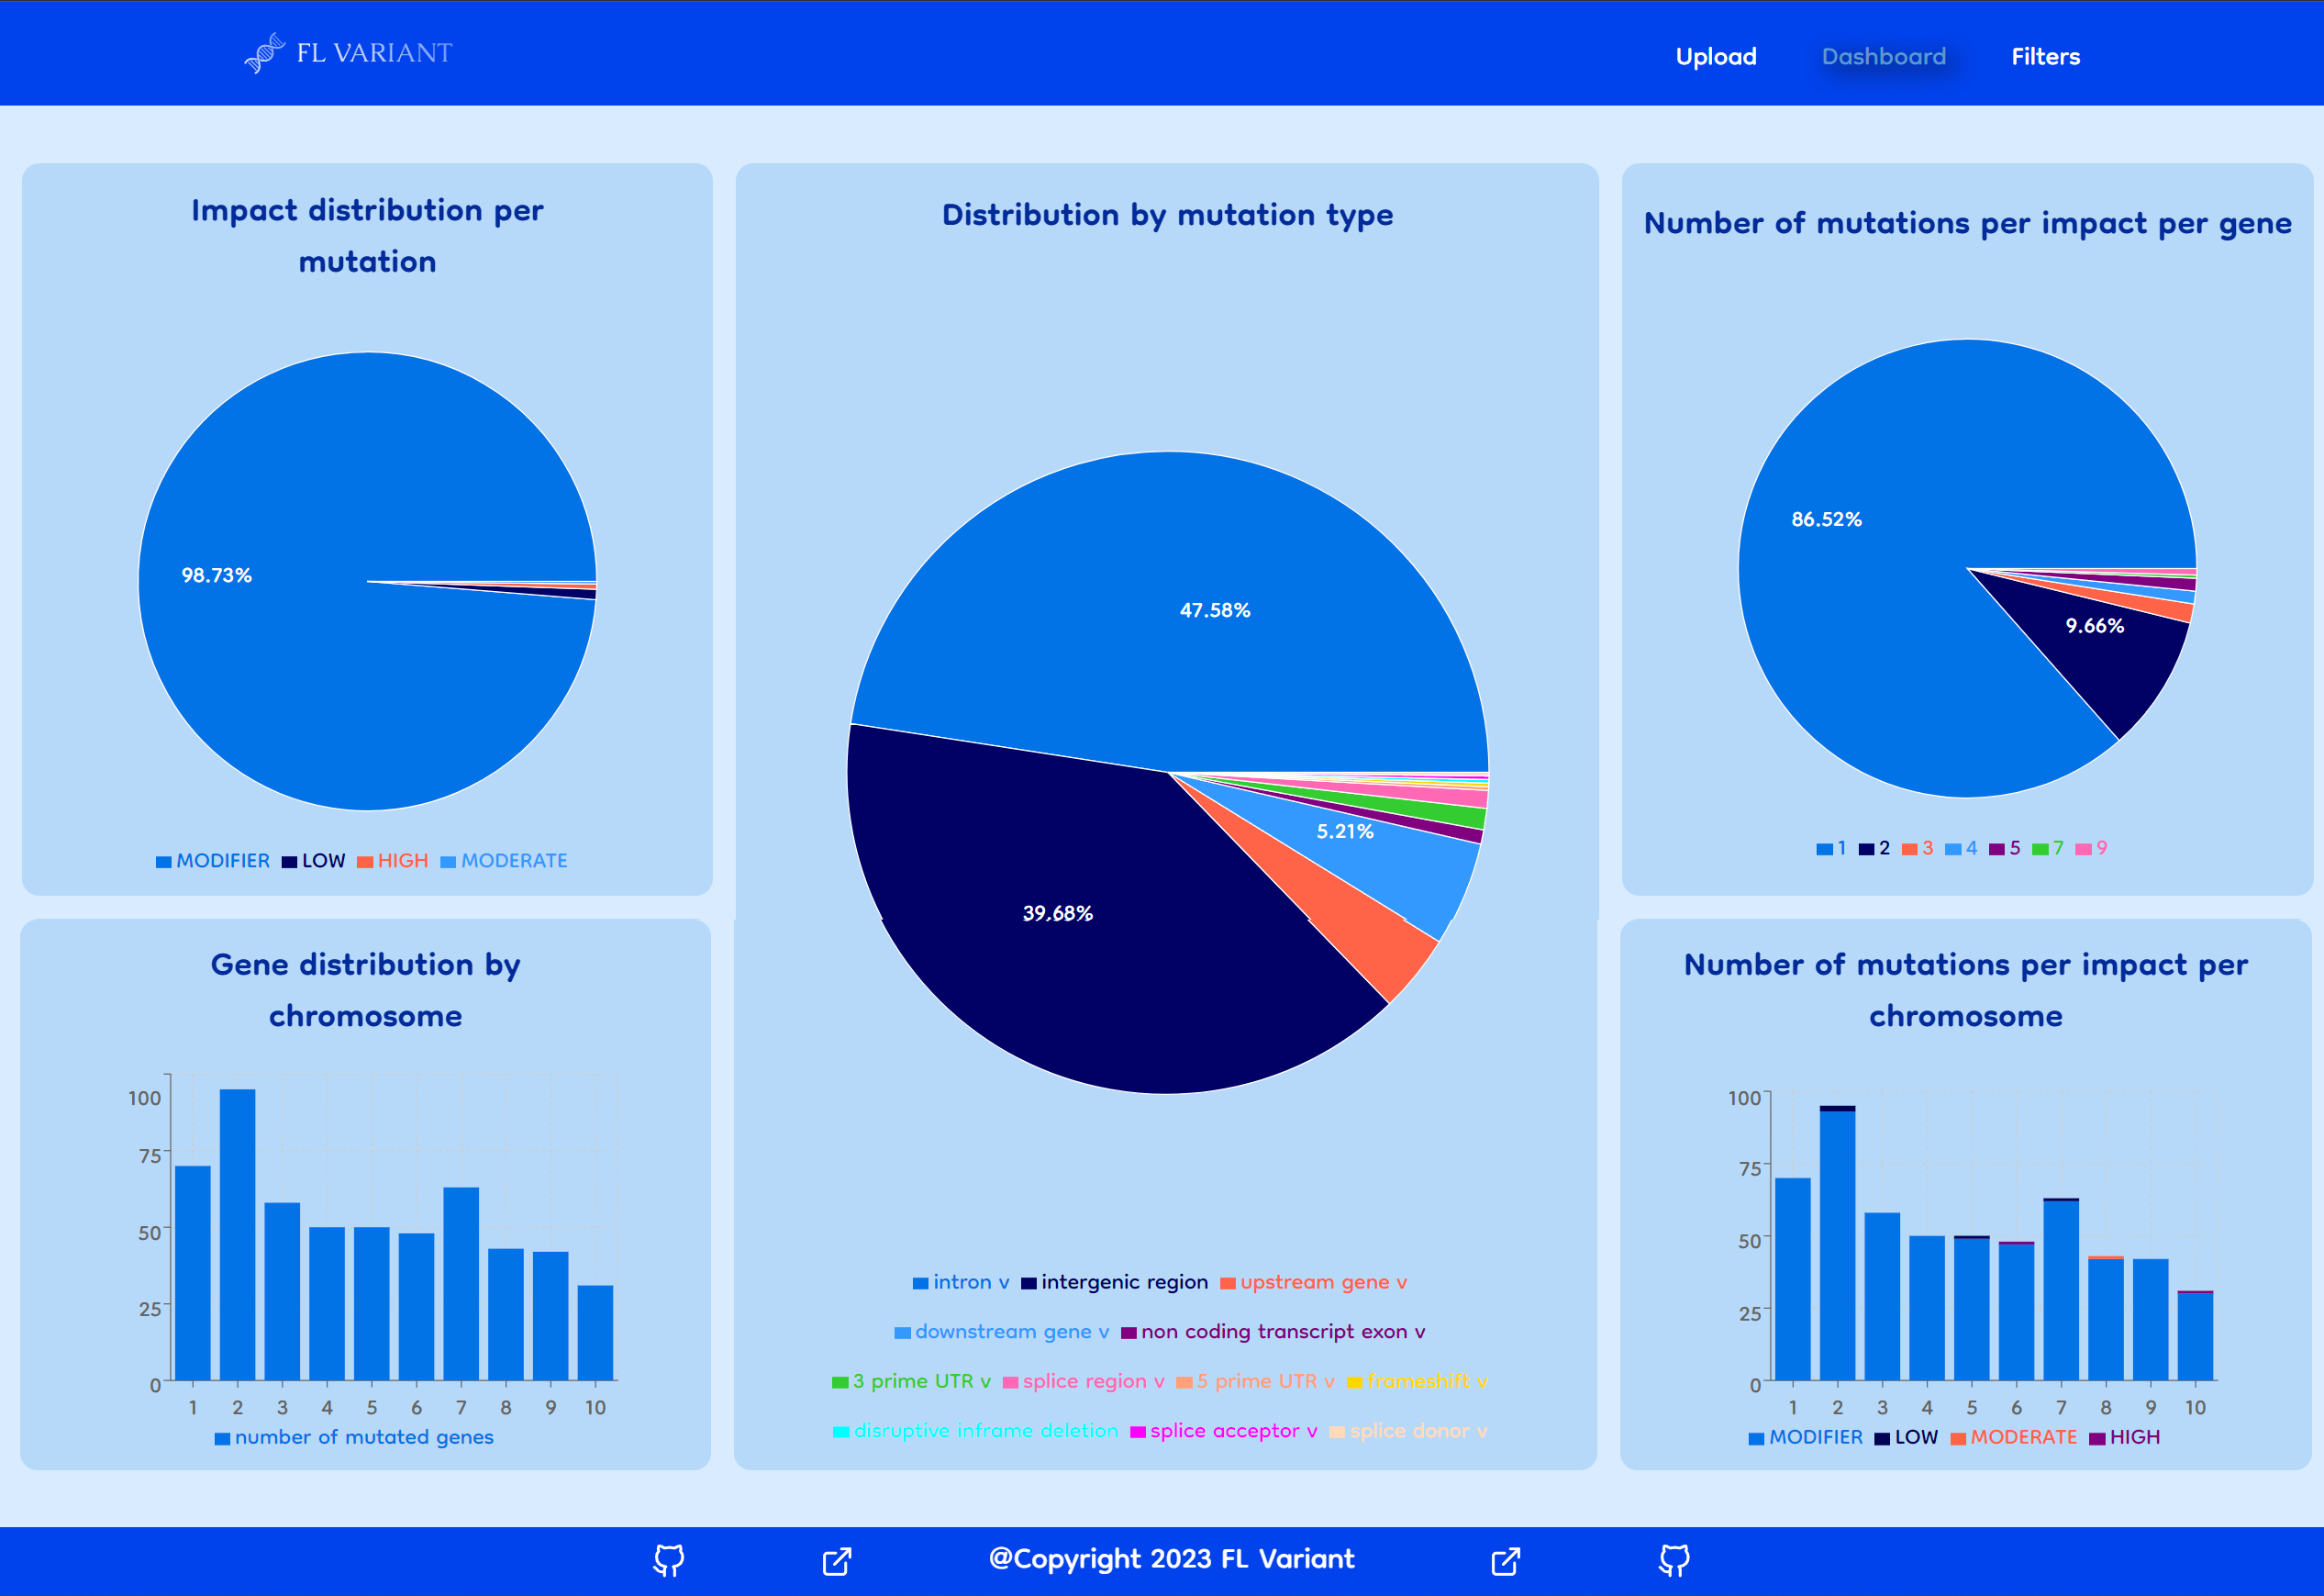 FL VARIANT
Upload Dashboard Filters
Impact distribution per
mutation
98.73%
MODIFIER LOW HIGH MODERATE
Distribution by mutation type
47.58%
5.21%
39.68%
intron v intergenic region upstream gene v
downstream gene v non coding transcript exon v
3 prime UTR v splice region v 5 prime UTR v frameshift v
disruptive inframe deletion splice acceptor v splice donor v
Number of mutations per impact per gene
86.52%
9.66%
1 2 3 4 5 7 9
Gene distribution by
chromosome
100
75
50
25
0
1 2 3 4 5 6 7 8 9 10
number of mutated genes
Number of mutations per impact per
chromosome
100
75
50
25
0
1 2 3 4 5 6 7 8 9 10
MODIFIER LOW MODERATE HIGH
@Copyright 2023 FL Variant